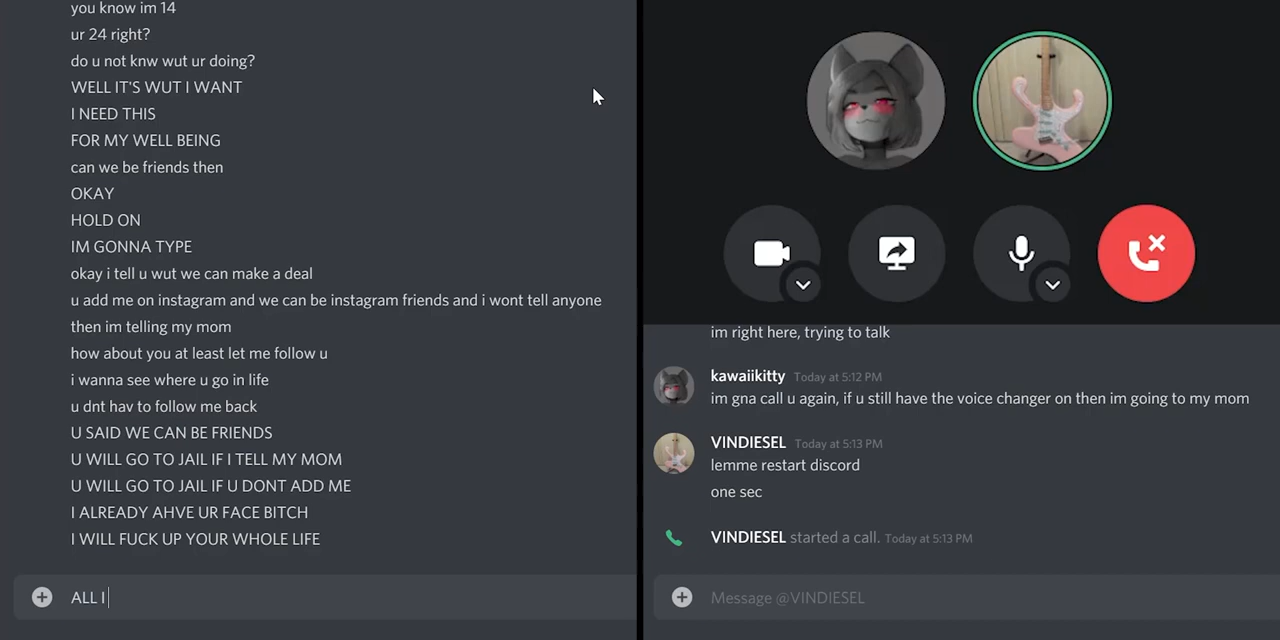 you know im 14
ur 24 right?
do u not knw wut ur doing?
WELL IT'S WUT I WANT
I NEED THIS
FOR MY WELL BEING
can we be friends then
OKAY
HOLD ON
IM GONNA TYPE
okay i tell u wut we can make a deal
u add me on instagram and we can be instagram friends and i wont tell anyone
then im telling my mom
how about you at least let me follow u
i wanna see where u go in life
u dnt hav to follow me back
U SAID WE CAN BE FRIENDS
U WILL GO TO JAIL IF I TELL MY MOM
U WILL GO TO JAIL IF U DONT ADD ME
I ALREADY AHVE UR FACE BITCH
I WILL FUCK UP YOUR WHOLE LIFE
ALL I
im right here, trying to talk
kawaiikitty Today at 5:12 PM
im gna call u again, if u still have the voice changer on then im going to my mom
VINDIESEL Today at 5:13 PM
lemme restart discord
one sec
VINDIESEL started a call. Today at 5:13 PM
Message @VINDIESEL